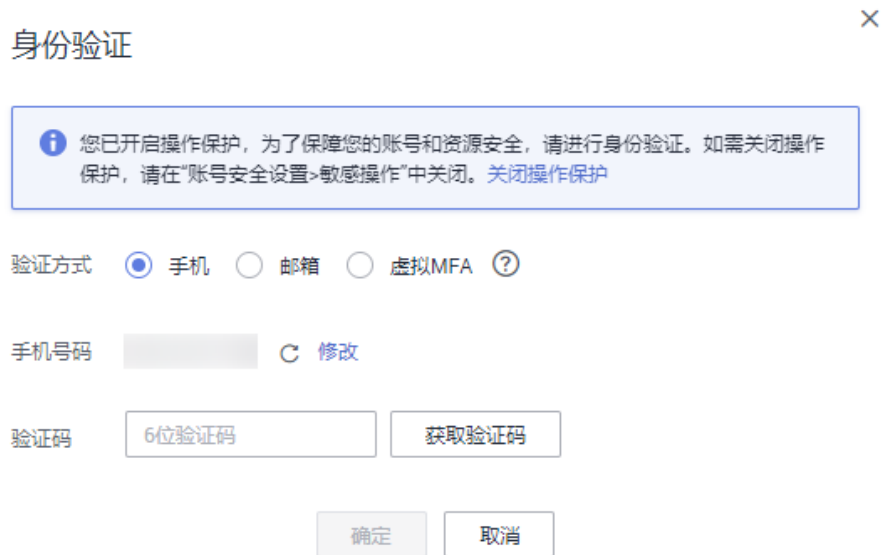 身份验证
您已开启操作保护，为了保障您的账号和资源安全，请进行身份验证。如需关闭操作
保护，请在"账号安全设置>敏感操作"中关闭。关闭操作保护
验证方式 手机 邮箱 虚拟MFA ?
手机号码 修改
验证码 6位验证码 获取验证码
确定 取消